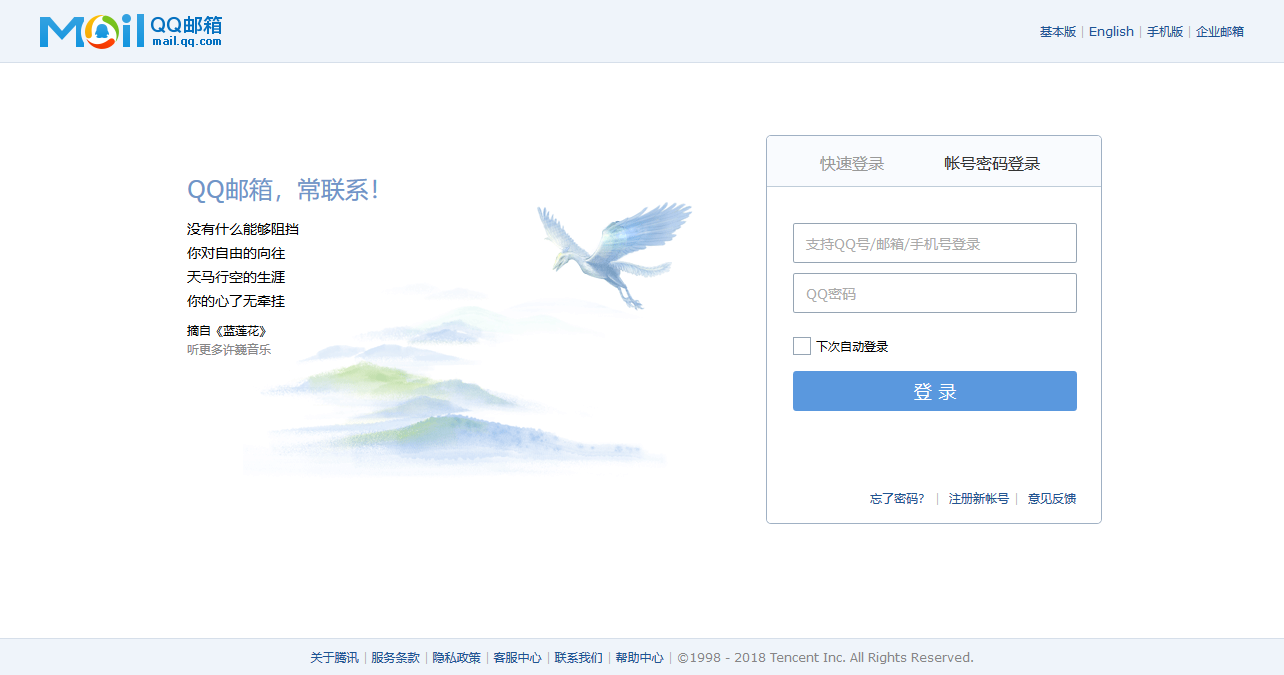 Mail QQ邮箱
mail.qq.com
基本版 | English | 手机版 | 企业邮箱
QQ邮箱，常联系！
没有什么能够阻挡
你对自由的向往
天马行空的生涯
你的心了无牵挂
摘自《蓝莲花》
听更多许巍音乐
快速登录 帐号密码登录
支持QQ号/邮箱/手机号登录
QQ密码
下次自动登录
登 录
忘了密码？ | 注册新帐号 | 意见反馈
关于腾讯 | 服务条款 | 隐私政策 | 客服中心 | 联系我们 | 帮助中心 | ©1998 - 2018 Tencent Inc. All Rights Reserved.